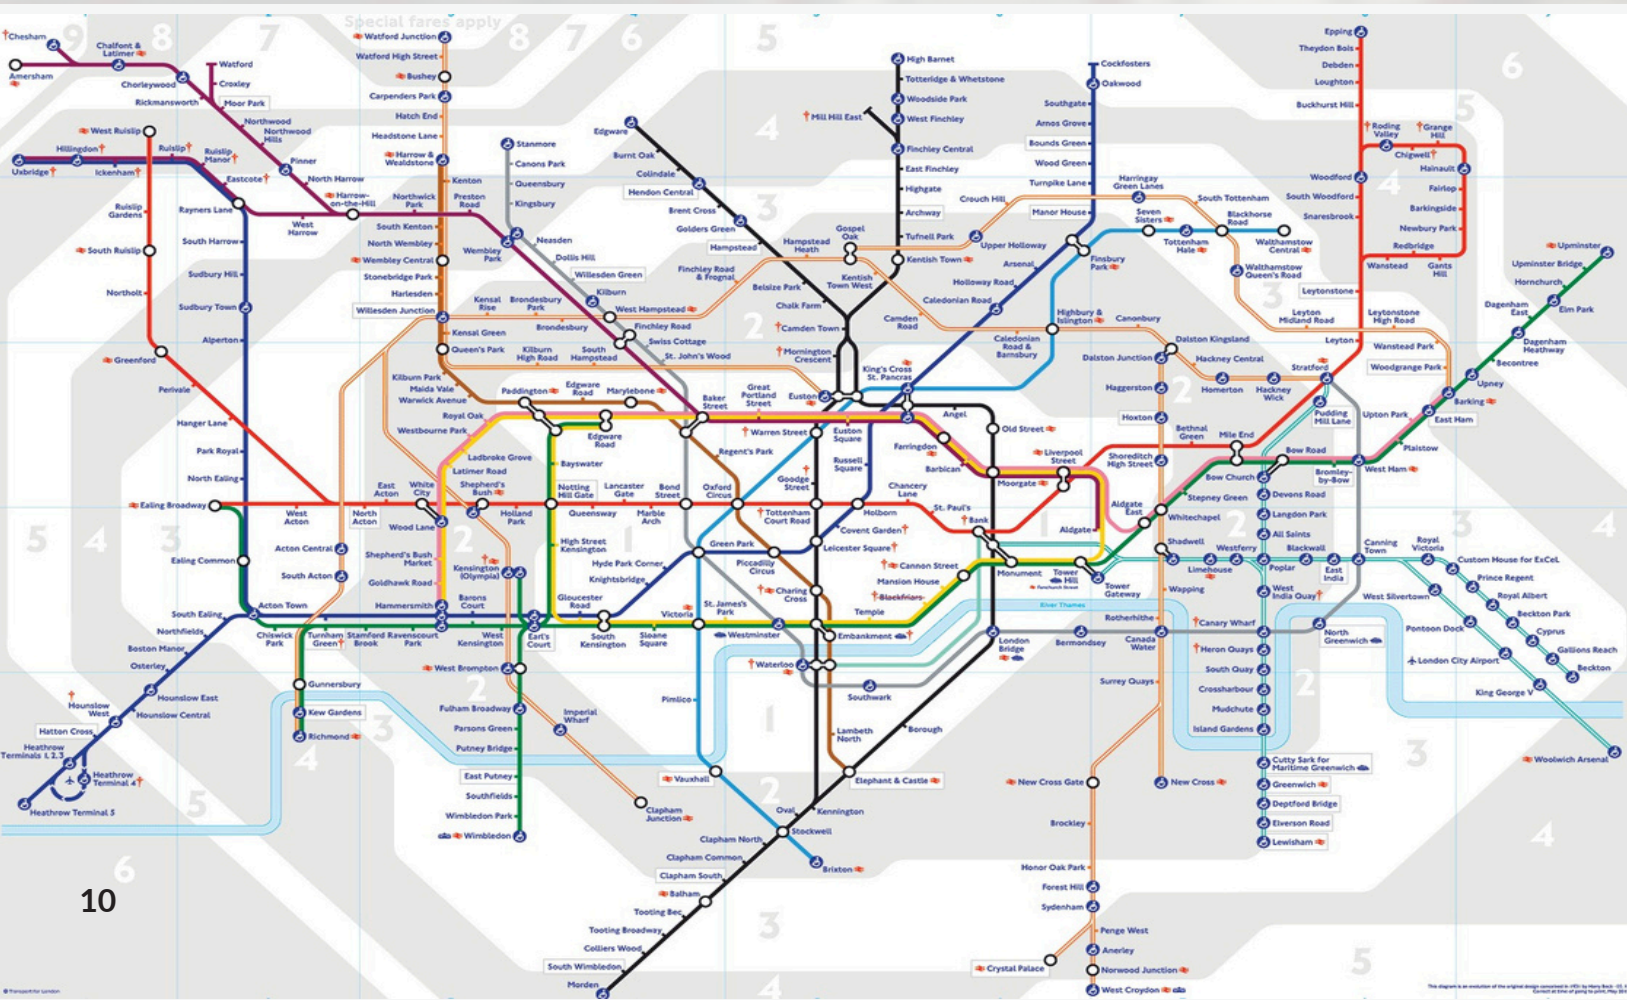 Special fares apply
9
8
7
8
7
6
5
6
†Chesham
Chalfont &
Latimer
Amersham
Watford
Croxley
Chorleywood
Rickmansworth
Moor Park
Northwood
Northwood
Hills
Pinner
North Harrow
Harrow-
on-the-Hill
West Ruislip
Hillingdon†
Uxbridge†
Ickenham†
Ruislip†
Ruislip
Manor†
Eastcote†
Rayners Lane
West
Harrow
Ruislip
Gardens
South Ruislip
Northolt
Greenford
Perivale
Hanger Lane
South Harrow
Sudbury Hill
Sudbury Town
Alperton
Park Royal
North Ealing
Ealing Broadway
Ealing Common
South Ealing
Northfields
Boston Manor
Osterley
Hounslow East
Hounslow Central
†
Hounslow
West
Hatton Cross
Heathrow
Terminals 1, 2, 3
Heathrow
Terminal 4†
Heathrow Terminal 5
Watford Junction
Watford High Street
Bushey
Carpenders Park
Hatch End
Headstone Lane
Harrow &
Wealdstone
Kenton
Northwick
Park
Preston
Road
South Kenton
North Wembley
Wembley Central
Stonebridge Park
Harlesden
Willesden Junction
Kensal Green
Queen's Park
Kilburn Park
Maida Vale
Warwick Avenue
Royal Oak
Westbourne Park
Ladbroke Grove
Latimer Road
White
City
Shepherd's
Bush
Wood Lane
East
Acton
West
Acton
North
Acton
Holland
Park
Shepherd's Bush
Market
Goldhawk Road
Hammersmith
Acton Central
South Acton
Acton Town
Chiswick
Park
Turnham
Green†
Stamford
Brook
Ravenscourt
Park
Barons
Court
West
Kensington
Earl's
Court
Kensington
(Olympia)
Gunnersbury
Kew Gardens
Richmond
West Brompton
Fulham Broadway
Parsons Green
Putney Bridge
East Putney
Southfields
Wimbledon Park
Wimbledon
Imperial
Wharf
Clapham
Junction
Stanmore
Canons Park
Queensbury
Kingsbury
Wembley
Park
Neasden
Dollis Hill
Willesden Green
Kilburn
West Hampstead
Finchley Road
Swiss Cottage
St. John's Wood
Kensal
Rise
Brondesbury
Park
Brondesbury
Kilburn
High Road
South
Hampstead
Finchley Road
& Frognal
Hampstead
Heath
Gospel
Oak
Kentish
Town West
Camden
Road
Caledonian
Road &
Barnsbury
Edgware
Burnt Oak
Colindale
Hendon Central
Brent Cross
Golders Green
Hampstead
Belsize Park
Chalk Farm
†Camden Town
†Mornington
Crescent
Euston
High Barnet
Totteridge & Whetstone
Woodside Park
West Finchley
†Mill Hill East
Finchley Central
East Finchley
Highgate
Archway
Tufnell Park
Kentish Town
Cockfosters
Oakwood
Southgate
Arnos Grove
Bounds Green
Wood Green
Turnpike Lane
Manor House
Crouch Hill
Upper Holloway
Harringay
Green Lanes
Seven
Sisters
South Tottenham
Tottenham
Hale
Blackhorse
Road
Walthamstow
Central
Walthamstow
Queen's Road
Finsbury
Park
Arsenal
Holloway Road
Caledonian Road
Highbury &
Islington
Canonbury
Dalston Kingsland
Dalston Junction
Haggerston
Hoxton
Shoreditch
High Street
Hackney Central
Homerton
Hackney
Wick
Stratford
Pudding
Mill Lane
Leyton
Midland Road
Leytonstone
High Road
Wanstead Park
Woodgrange Park
Leytonstone
Leyton
Epping
Theydon Bois
Debden
Loughton
Buckhurst Hill
†Roding
Valley
†Grange
Hill
Chigwell†
Hainault
Fairlop
Barkingside
Newbury Park
Redbridge
Gants
Hill
Wanstead
Woodford
South Woodford
Snaresbrook
Upminster
Upminster Bridge
Hornchurch
Elm Park
Dagenham
East
Dagenham
Heathway
Becontree
Upney
Barking
East Ham
Upton Park
Plaistow
West Ham
Bromley-
by-Bow
Bow Road
Bow Church
Mile End
Bethnal
Green
Stepney Green
Whitechapel
Aldgate
East
Aldgate
Liverpool
Street
Moorgate
Old Street
Angel
King's Cross
St. Pancras
Farringdon
Barbican
Paddington
Edgware
Road
Marylebone
Baker
Street
Great
Portland
Street
Euston
Square
†Warren Street
Regent's Park
Edgware
Road
Bayswater
Notting
Hill Gate
Queensway
Lancaster
Gate
Marble
Arch
Bond
Street
Oxford
Circus
Goodge
Street
Russell
Square
†Tottenham
Court Road
Holborn
Chancery
Lane
St. Paul's
†Bank
Covent Garden†
Leicester Square†
Green Park
Piccadilly
Circus
High Street
Kensington
Hyde Park Corner
Knightsbridge
Gloucester
Road
South
Kensington
Sloane
Square
Victoria
St. James's
Park
Westminster
Charing
Cross
Embankment
Temple
Blackfriars
Mansion House
Cannon Street
Monument
Tower
Hill
Fenchurch Street
Tower
Gateway
River Thames
Waterloo
Southwark
London
Bridge
Bermondsey
Canada
Water
Rotherhithe
Wapping
Shadwell
Surrey Quays
New Cross Gate
New Cross
Brockley
Honor Oak Park
Forest Hill
Sydenham
Penge West
Anerley
Crystal Palace
Norwood Junction
West Croydon
Pimlico
Vauxhall
Lambeth
North
Elephant & Castle
Borough
Kennington
Oval
Stockwell
Brixton
Clapham North
Clapham Common
Clapham South
Balham
Tooting Bec
Tooting Broadway
Colliers Wood
South Wimbledon
Morden
Devons Road
Langdon Park
All Saints
Limehouse
Westferry
Poplar
Blackwall
East
India
Canning
Town
West
India Quay†
†Canary Wharf
†Heron Quays
South Quay
Crossharbour
Mudchute
Island Gardens
Cutty Sark for
Maritime Greenwich
Greenwich
Deptford Bridge
Elverson Road
Lewisham
North
Greenwich
Royal
Victoria
Custom House for ExCeL
Prince Regent
Royal Albert
Beckton Park
Cyprus
Gallions Reach
Beckton
West Silvertown
Pontoon Dock
London City Airport
King George V
Woolwich Arsenal
10